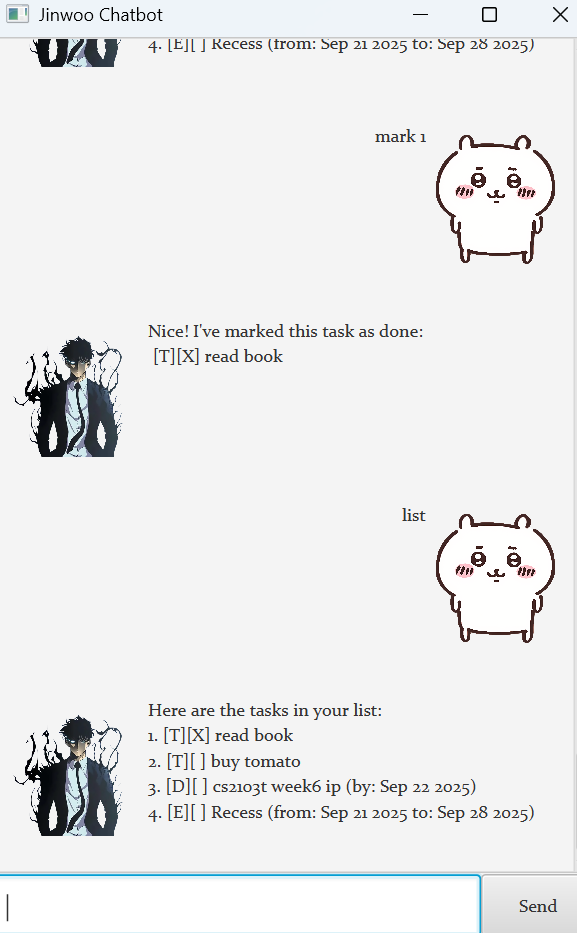 Jinwoo Chatbot
4. [E][ ] Recess (from: Sep 21 2025 to: Sep 28 2025)
mark 1
Nice! I've marked this task as done:
[T][X] read book
list
Here are the tasks in your list:
1. [T][X] read book
2. [T][ ] buy tomato
3. [D][ ] cs2103t week6 ip (by: Sep 22 2025)
4. [E][ ] Recess (from: Sep 21 2025 to: Sep 28 2025)
Send